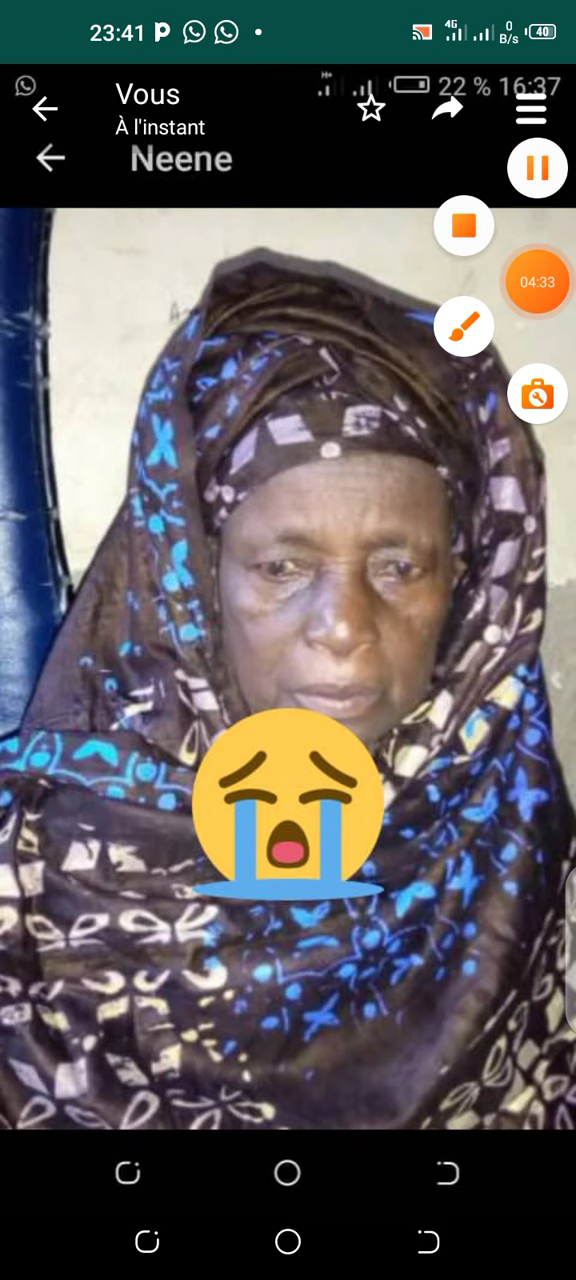 23:41
4G
0
B/s
40
H+
22 % 16:37
Vous
À l'instant
Neene
04:33